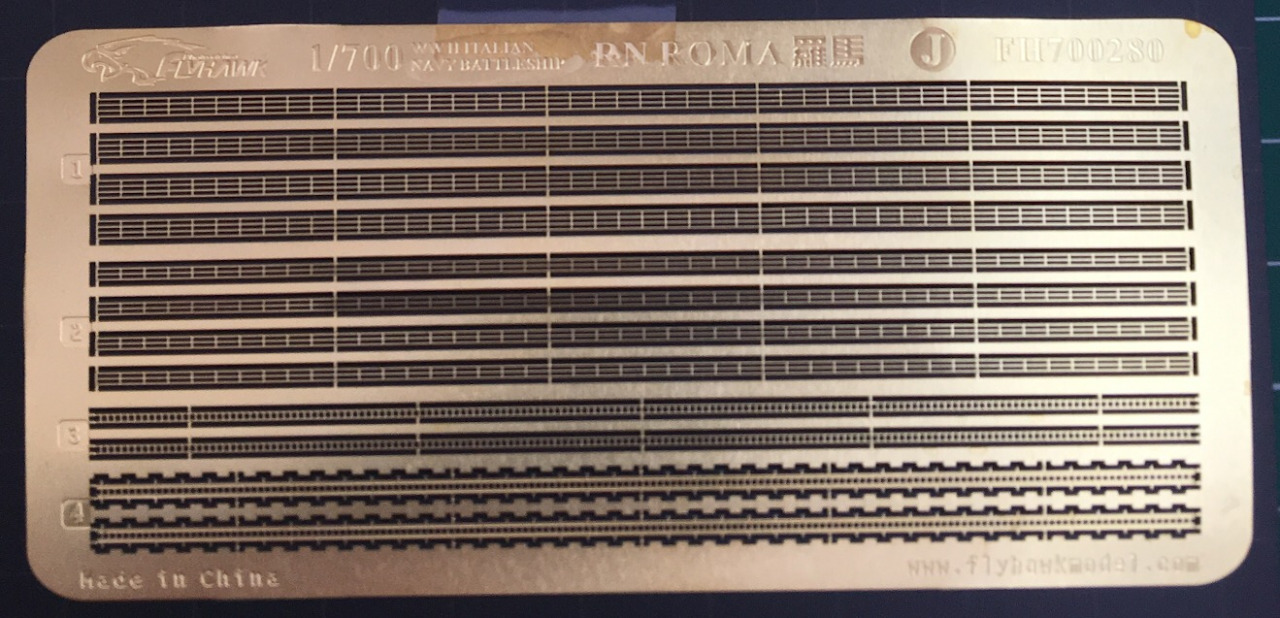 FLYHAWK
1/700 WWII ITALIAN NAVY BATTLESHIP RN ROMA 羅馬 J FH700280
1
2
3
4
Made in China
www.flyhawkmodel.com